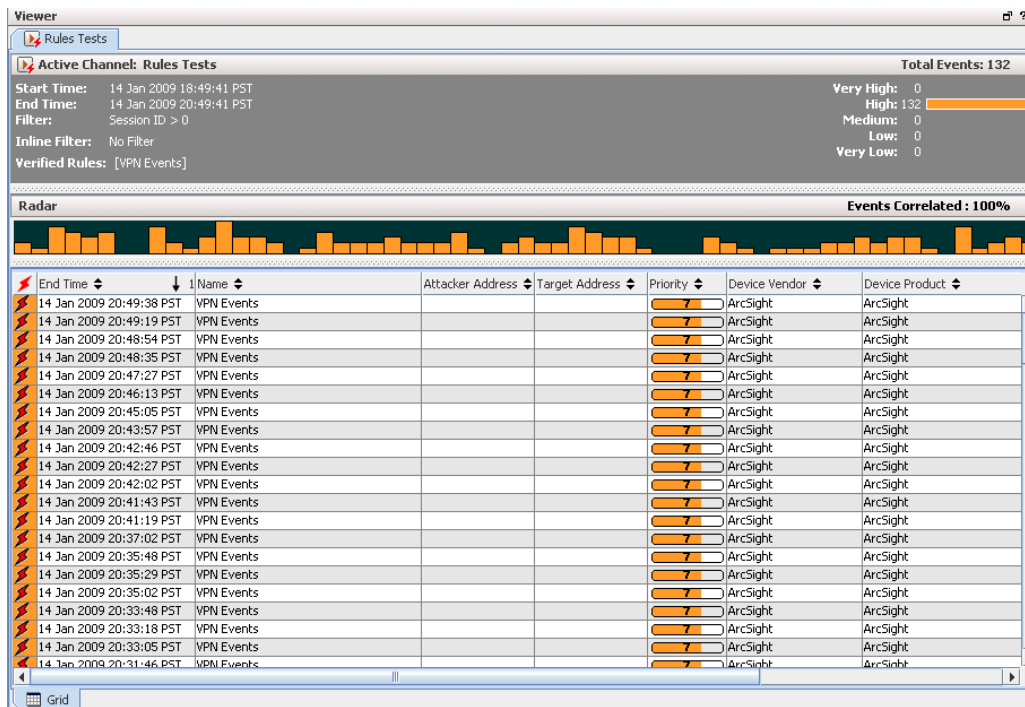 Viewer
Rules Tests
Active Channel: Rules Tests Total Events: 132
Start Time: 14 Jan 2009 18:49:41 PST Very High: 0
End Time: 14 Jan 2009 20:49:41 PST High: 132
Filter: Session ID > 0 Medium: 0
Low: 0
Inline Filter: No Filter
Very Low: 0
Verified Rules: [VPN Events]
Radar Events Correlated : 100%
End Time 1 Name Attacker Address Target Address Priority Device Vendor Device Product
14 Jan 2009 20:49:38 PST VPN Events 7 ArcSight ArcSight
14 Jan 2009 20:49:19 PST VPN Events 7 ArcSight ArcSight
14 Jan 2009 20:48:54 PST VPN Events 7 ArcSight ArcSight
14 Jan 2009 20:48:35 PST VPN Events 7 ArcSight ArcSight
14 Jan 2009 20:47:27 PST VPN Events 7 ArcSight ArcSight
14 Jan 2009 20:46:13 PST VPN Events 7 ArcSight ArcSight
14 Jan 2009 20:45:05 PST VPN Events 7 ArcSight ArcSight
14 Jan 2009 20:43:57 PST VPN Events 7 ArcSight ArcSight
14 Jan 2009 20:42:46 PST VPN Events 7 ArcSight ArcSight
14 Jan 2009 20:42:27 PST VPN Events 7 ArcSight ArcSight
14 Jan 2009 20:42:02 PST VPN Events 7 ArcSight ArcSight
14 Jan 2009 20:41:43 PST VPN Events 7 ArcSight ArcSight
14 Jan 2009 20:41:19 PST VPN Events 7 ArcSight ArcSight
14 Jan 2009 20:37:02 PST VPN Events 7 ArcSight ArcSight
14 Jan 2009 20:35:48 PST VPN Events 7 ArcSight ArcSight
14 Jan 2009 20:35:29 PST VPN Events 7 ArcSight ArcSight
14 Jan 2009 20:35:02 PST VPN Events 7 ArcSight ArcSight
14 Jan 2009 20:33:48 PST VPN Events 7 ArcSight ArcSight
14 Jan 2009 20:33:18 PST VPN Events 7 ArcSight ArcSight
14 Jan 2009 20:33:05 PST VPN Events 7 ArcSight ArcSight
14 Jan 2009 20:31:46 PST VPN Events 7 ArcSight ArcSight
Grid